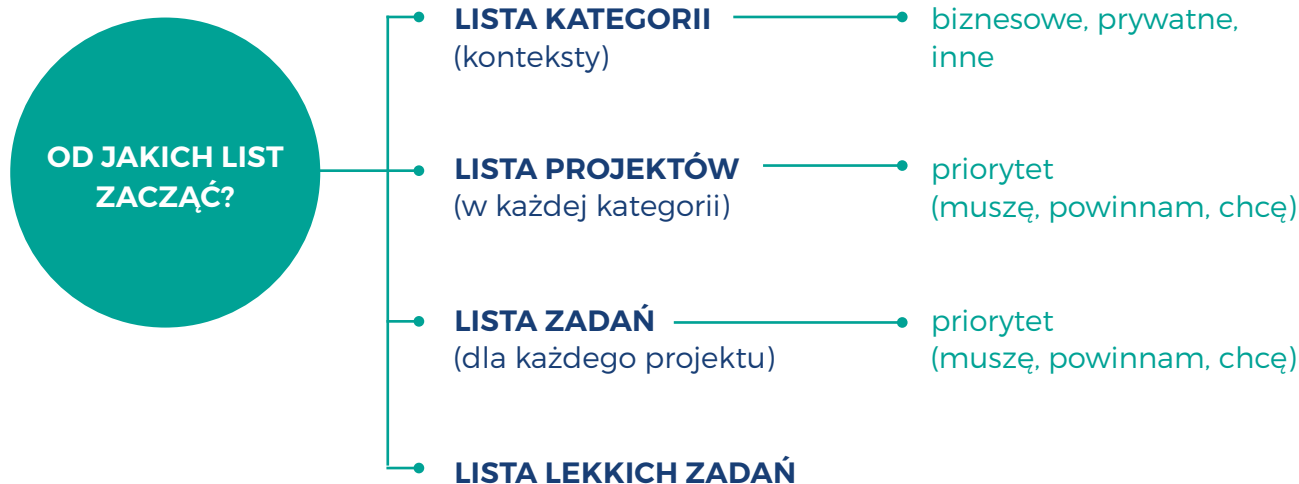 OD JAKICH LIST
ZACZĄĆ?
LISTA KATEGORII
(konteksty)
biznesowe, prywatne,
inne
LISTA PROJEKTÓW
(w każdej kategorii)
priorytet
(muszę, powinnam, chcę)
LISTA ZADAŃ
(dla każdego projektu)
priorytet
(muszę, powinnam, chcę)
LISTA LEKKICH ZADAŃ